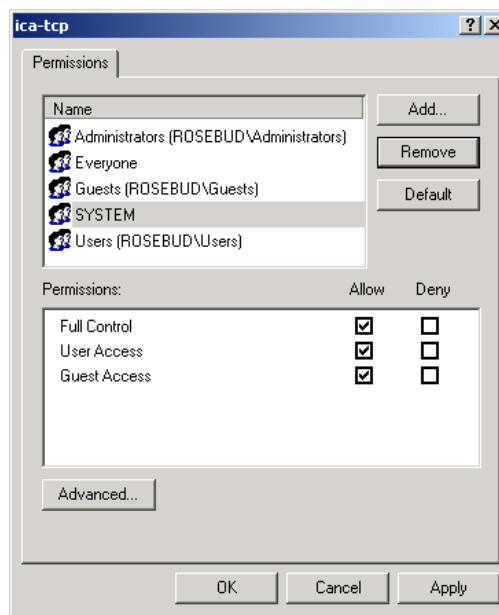 ica-tcp
Permissions
Name
Add...
Administrators (ROSEBUD\Administrators)
Everyone
Remove
Guests (ROSEBUD\Guests)
Default
SYSTEM
Users (ROSEBUD\Users)
Permissions: Allow Deny
Full Control
User Access
Guest Access
Advanced...
OK Cancel Apply